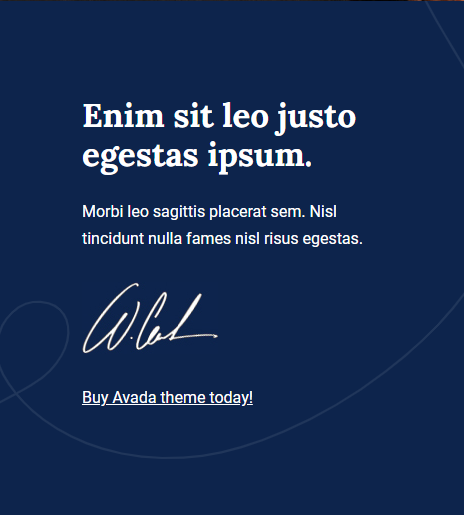 Enim sit leo justo
egestas ipsum.
Morbi leo sagittis placerat sem. Nisl
tincidunt nulla fames nisl risus egestas.
Buy Avada theme today!